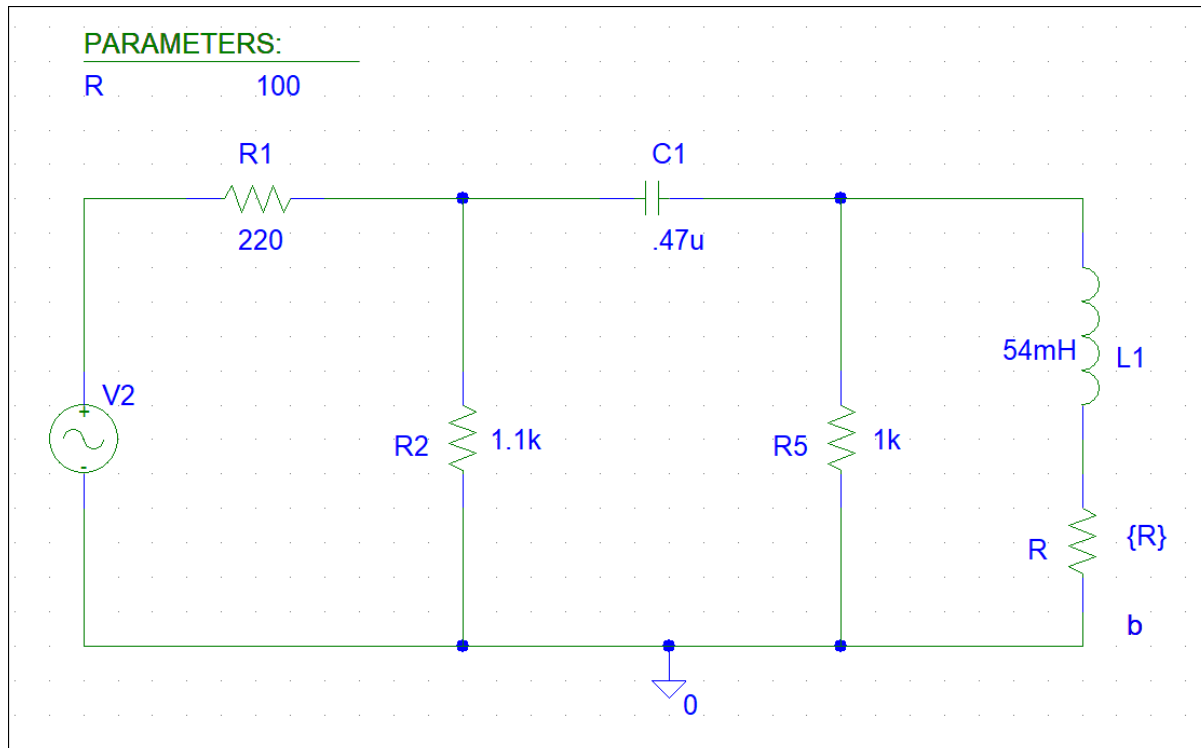 PARAMETERS:
R 100
R1
C1
220
.47u
54mH
L1
V2
R2
1.1k
R5
1k
R
{R}
b
0